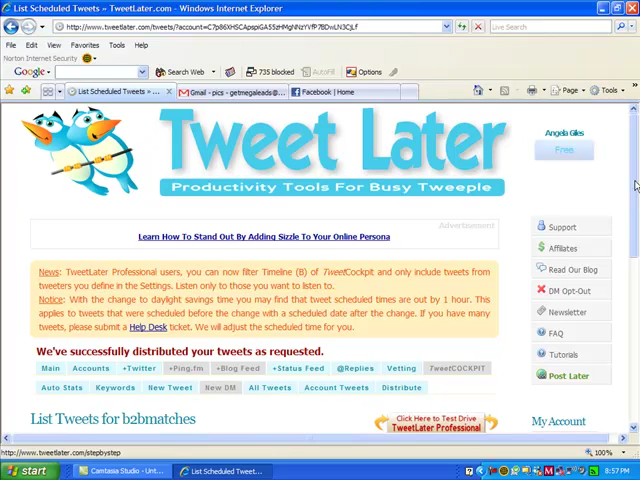 List Scheduled Tweets » TweetLater.com - Windows Internet Explorer
http://www.tweetlater.com/tweets/?account=
Live Search
File Edit View Favorites Tools Help
Norton Internet Security
Google Search Web 735 blocked AutoFill Options
List Scheduled Tweets » ... Gmail - pics - getmegaleads@... Facebook | Home Page Tools
Tweet Later
Productivity Tools For Busy Tweeple
Angela Giles
Free
Advertisement
Learn How To Stand Out By Adding Sizzle To Your Online Persona
Support
Affiliates
Read Our Blog
DM Opt-Out
Newsletter
FAQ
Tutorials
Post Later
News: TweetLater Professional users, you can now filter Timeline (B) of TweetCockpit and only include tweets from
tweeters you define in the Settings. Listen only to those you want to listen to.
Notice: With the change to daylight savings time you may find that tweet scheduled times are out by 1 hour. This
applies to tweets that were scheduled before the change with a scheduled date after the change. If you have many
tweets, please submit a Help Desk ticket. We will adjust the scheduled time for you.
We've successfully distributed your tweets as requested.
Main Accounts +Twitter +Ping.fm +Blog Feed +Status Feed @Replies Vetting TweetCOCKPIT
Auto Stats Keywords New Tweet New DM All Tweets Account Tweets Distribute
List Tweets for b2bmatches
Click Here to Test Drive
TweetLater Professional
My Account
http://www.tweetlater.com/stepbystep
100%
start Camtasia Studio - Unt... List Scheduled Tweets... 8:57 PM